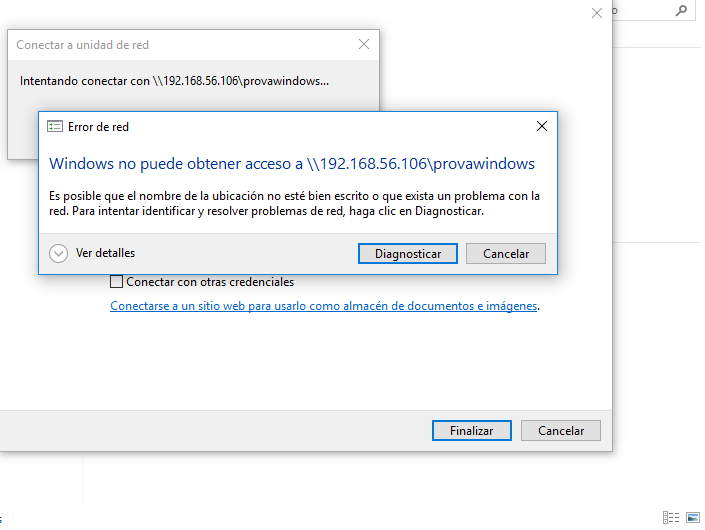 o
Conectar a unidad de red
Intentando conectar con \\192.168.56.106\provawindows...
Error de red
Windows no puede obtener acceso a \\192.168.56.106\provawindows
Es posible que el nombre de la ubicación no esté bien escrito o que exista un problema con la
red. Para intentar identificar y resolver problemas de red, haga clic en Diagnosticar.
Ver detalles
Diagnosticar
Cancelar
Conectar con otras credenciales
Conectarse a un sitio web para usarlo como almacén de documentos e imágenes.
Finalizar
Cancelar
s